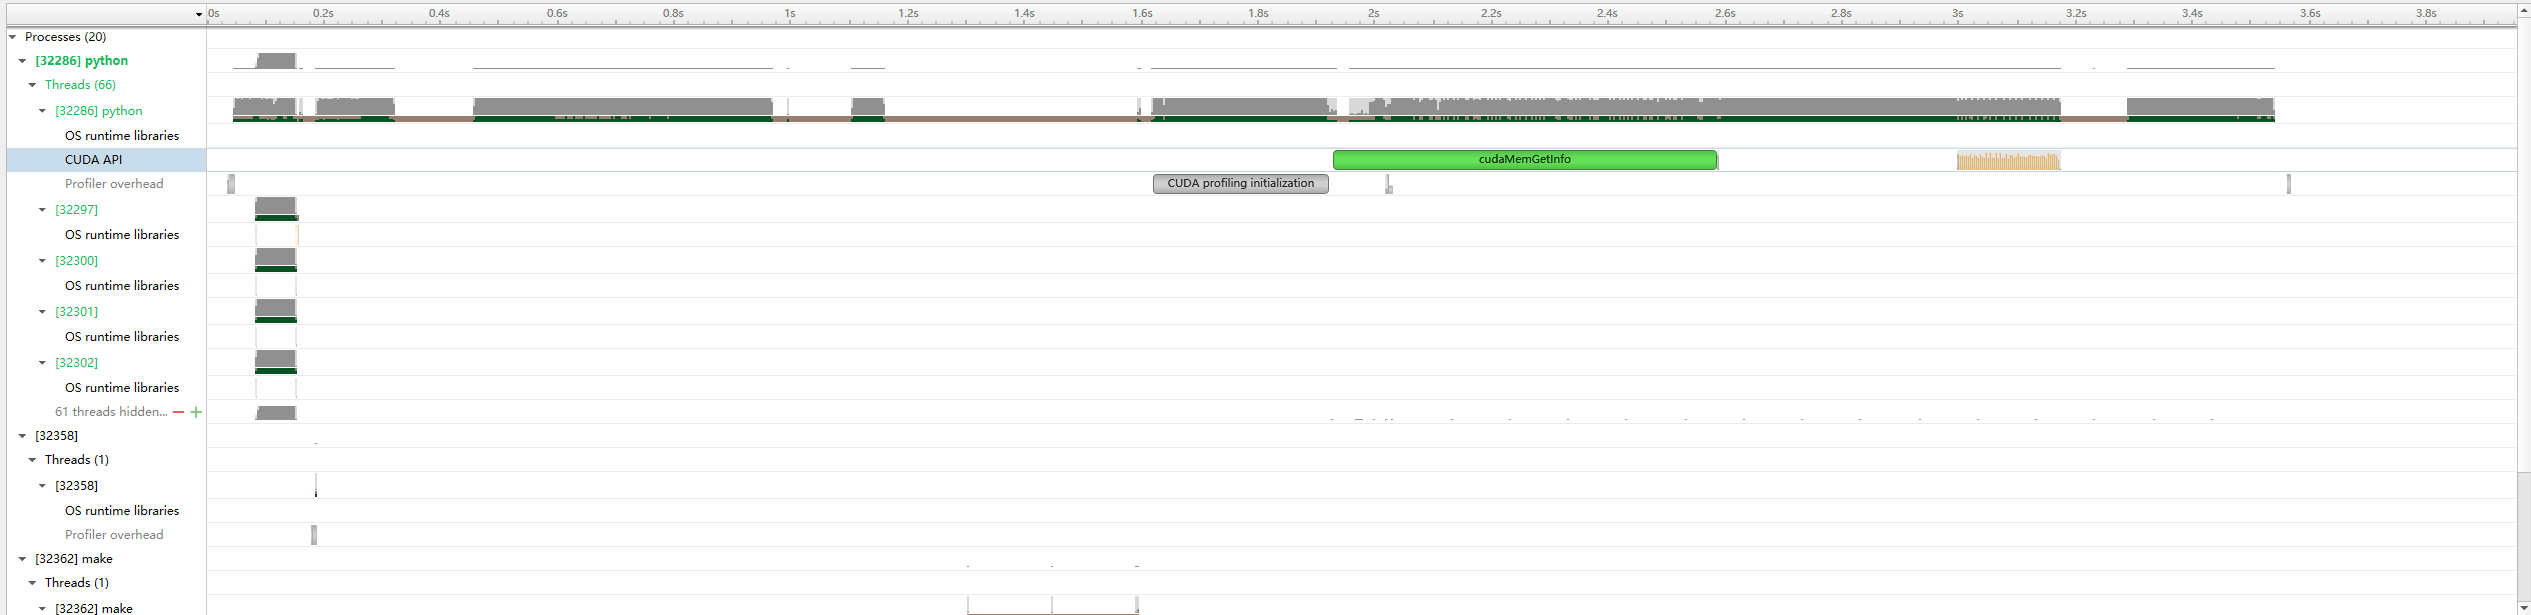 0s 0.2s 0.4s 0.6s 0.8s 1s 1.2s 1.4s 1.6s 1.8s 2s 2.2s 2.4s 2.6s 2.8s 3s 3.2s 3.4s 3.6s 3.8s
Processes (20)
[32286] python
Threads (66)
[32286] python
OS runtime libraries
CUDA API cudaMemGetInfo
Profiler overhead CUDA profiling initialization
[32297]
OS runtime libraries
[32300]
OS runtime libraries
[32301]
OS runtime libraries
[32302]
OS runtime libraries
61 threads hidden...
[32358]
Threads (1)
[32358]
OS runtime libraries
Profiler overhead
[32362] make
Threads (1)
[32362] make